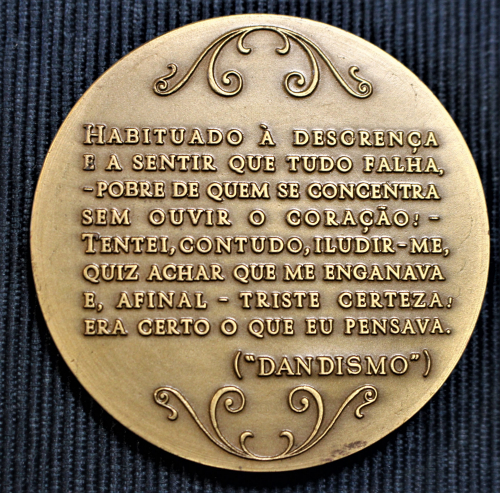 HABITUADO À DESCRENÇA
E A SENTIR QUE TUDO FALHA,
-POBRE DE QUEM SE CONCENTRA
SEM OUVIR O CORAÇÃO! -
TENTEI, CONTUDO, ILUDIR-ME,
QUIZ ACHAR QUE ME ENGANAVA
E, AFINAL - TRISTE CERTEZA!
ERA CERTO O QUE EU PENSAVA.
("DANDISMO")